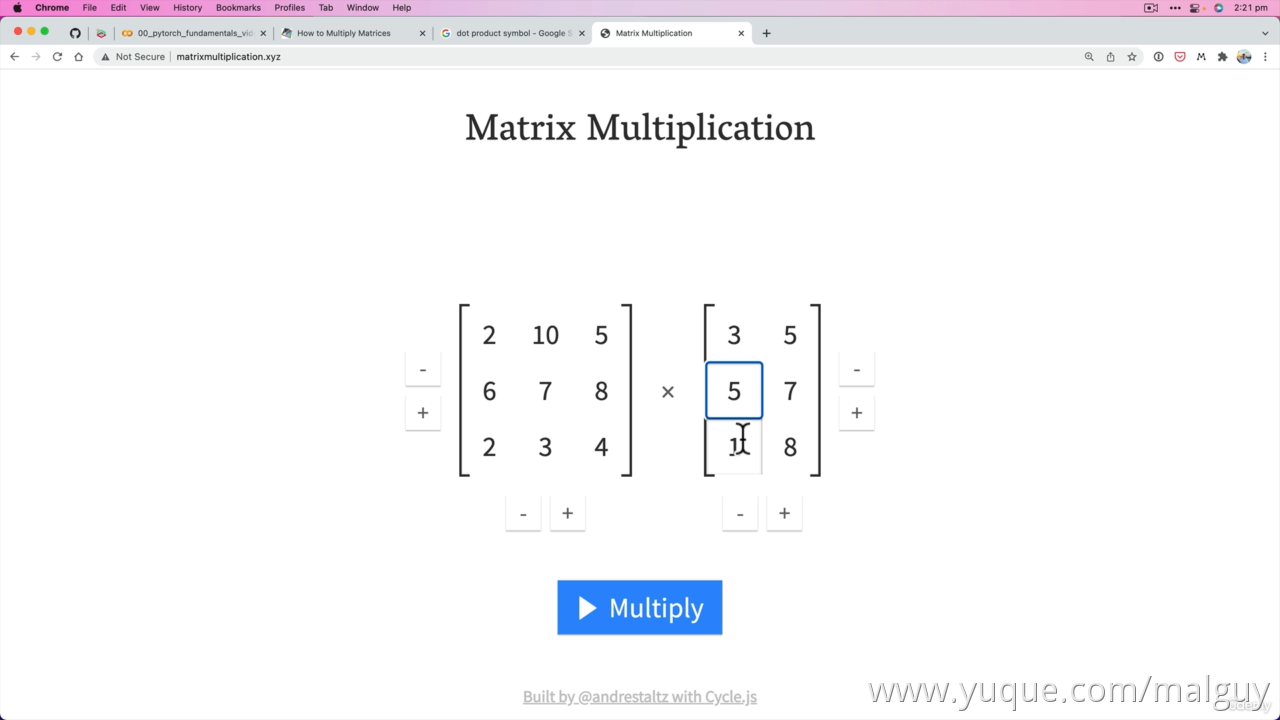 Chrome File Edit View History Bookmarks Profiles Tab Window Help 2:21 pm
00_pytorch_fundamentals_vid How to Multiply Matrices dot product symbol - Google S Matrix Multiplication
Not Secure matrixmultiplication.xyz
Matrix Multiplication
2 10 5 3 5
6 7 8 × 5 7
2 3 4 1 8
- -
+ +
- + - +
Multiply
Built by @andrestaltz with Cycle.js
www.yuque.com/malguy